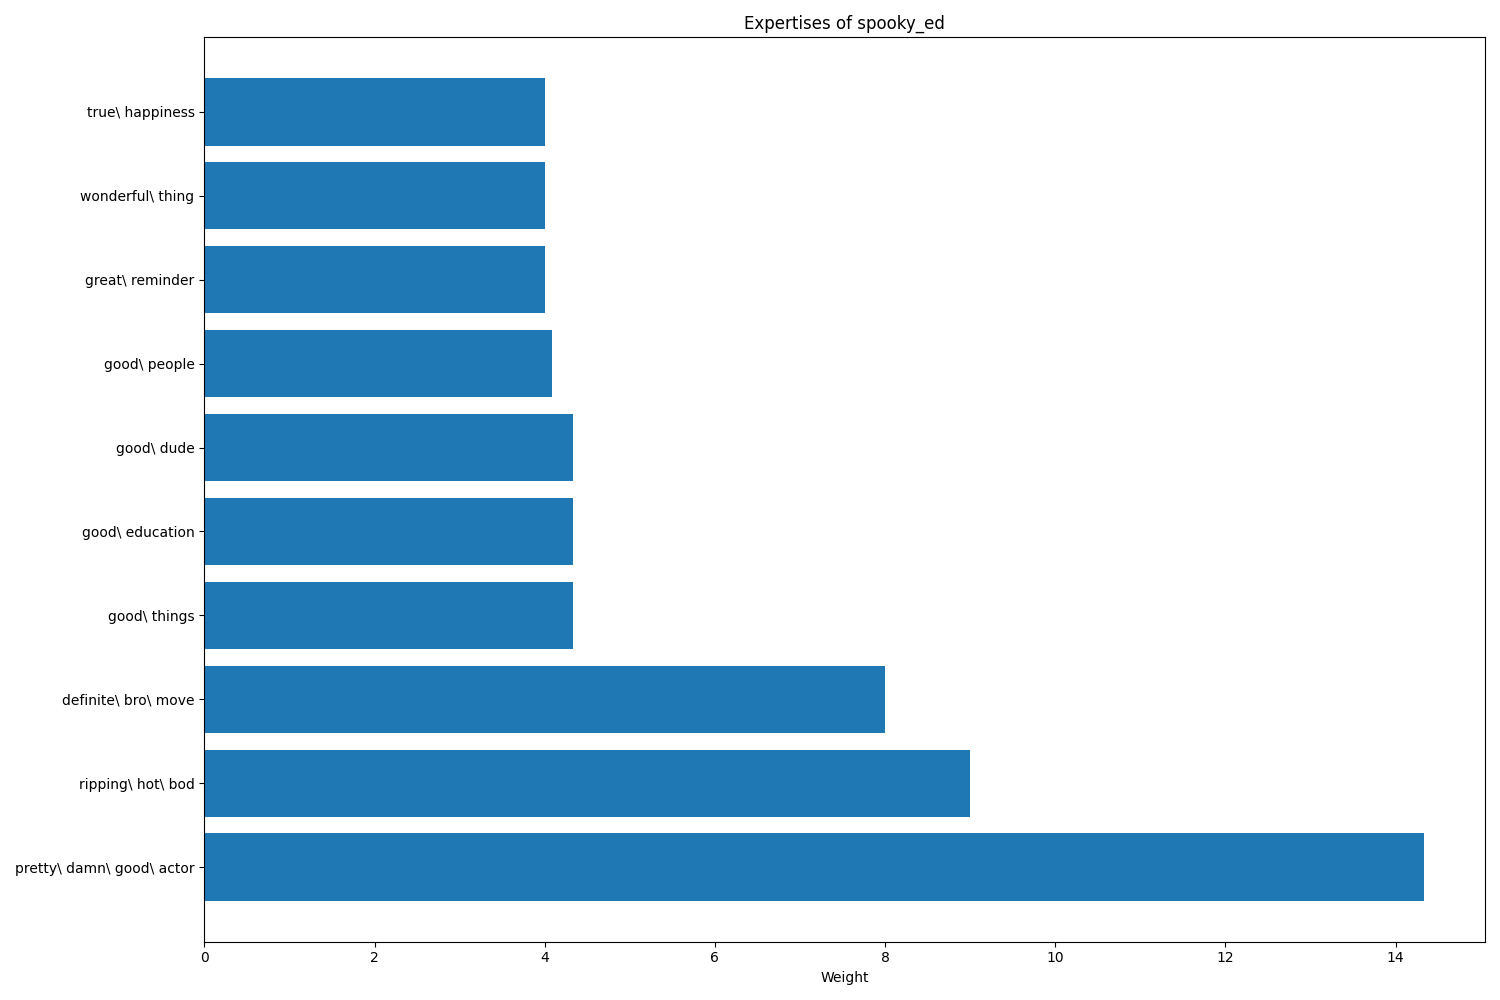 Expertises of spooky_ed
true\ happiness
wonderful\ thing
great\ reminder
good\ people
good\ dude
good\ education
good\ things
definite\ bro\ move
ripping\ hot\ bod
pretty\ damn\ good\ actor
0 2 4 6 8 10 12 14
Weight